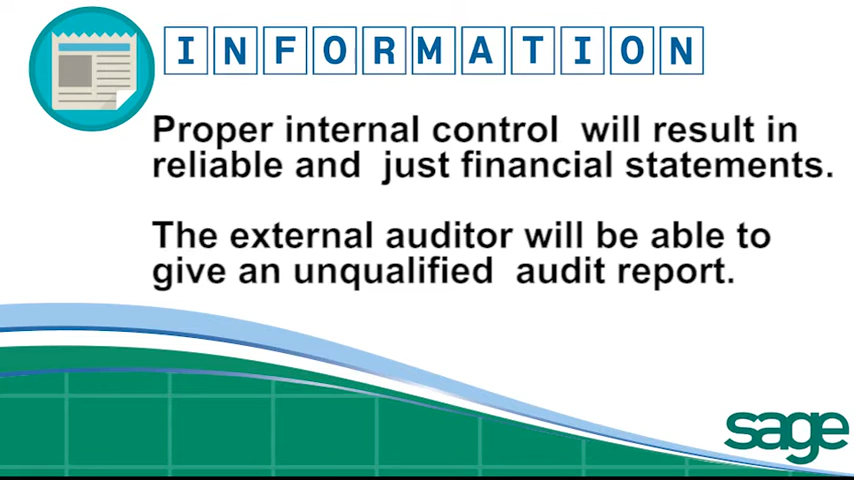 INFORMATION
Proper internal control will result in
reliable and just financial statements.
The external auditor will be able to
give an unqualified audit report.
sage